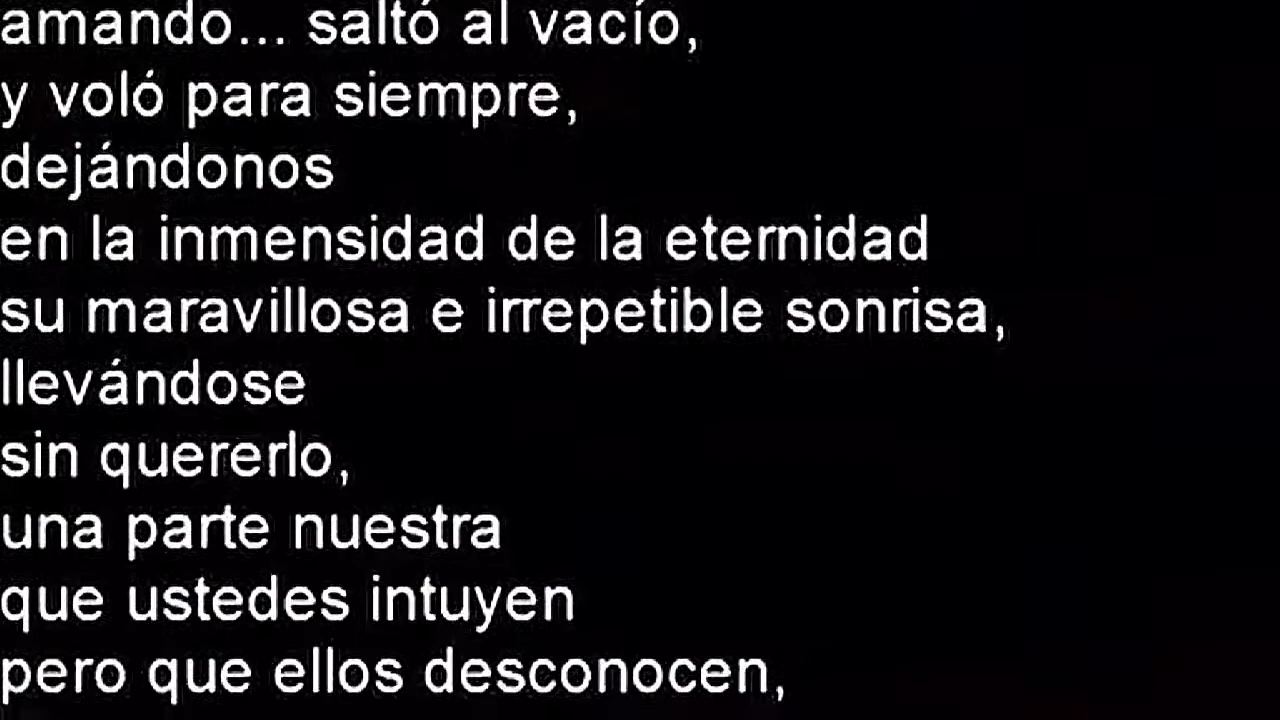 amando... saltó al vacío,
y voló para siempre,
dejándonos
en la inmensidad de la eternidad
su maravillosa e irrepetible sonrisa,
llevándose
sin quererlo,
una parte nuestra
que ustedes intuyen
pero que ellos desconocen,